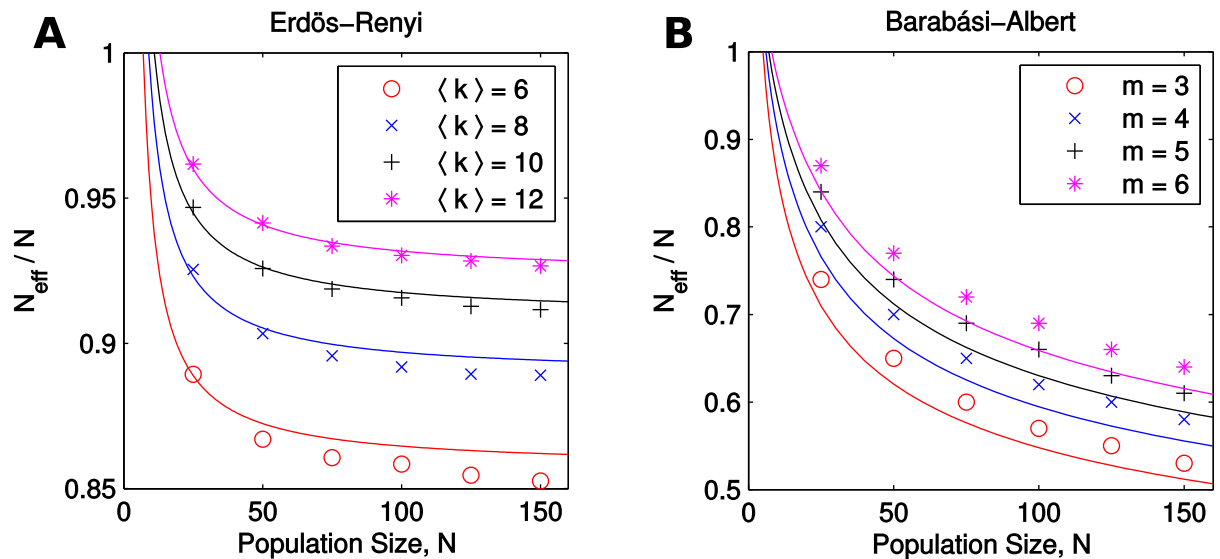 A
Erdös−Renyi
1
0.95
0.9
0.85
N_eff / N
0
50
100
150
Population Size, N
⟨ k ⟩ = 6
⟨ k ⟩ = 8
⟨ k ⟩ = 10
⟨ k ⟩ = 12
B
Barabási−Albert
1
0.9
0.8
0.7
0.6
0.5
N_eff / N
0
50
100
150
Population Size, N
m = 3
m = 4
m = 5
m = 6